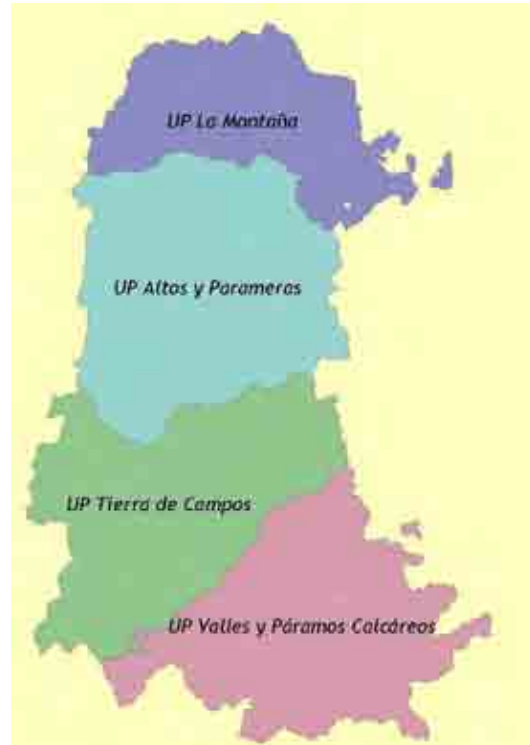 UP La Montaña
UP Altos y Parameras
UP Tierra de Campos
UP Valles y Páramos Calcáreos